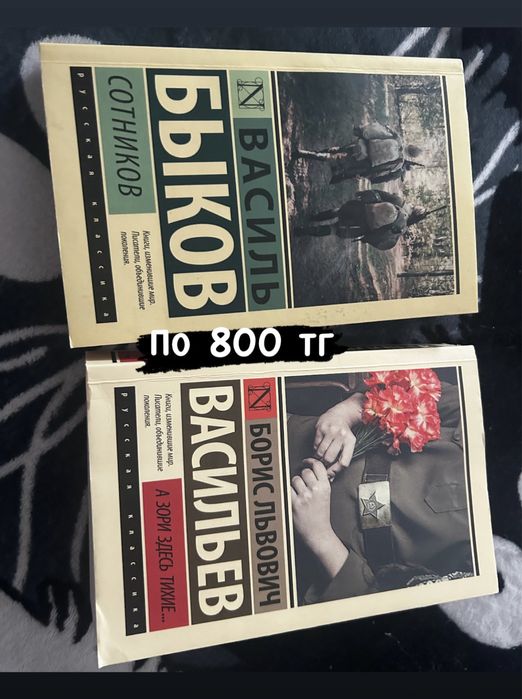 ВАСИЛЬ
БЫКОВ
СОТНИКОВ
Книги, изменившие мир.
Писатели, объединившие
поколения.
русская классика
По 800 тг
БОРИС ЛЬВОВИЧ
ВАСИЛЬЕВ
А ЗОРИ ЗДЕСЬ ТИХИЕ...
Книги, изменившие мир.
Писатели, объединившие
поколения.
русская классика